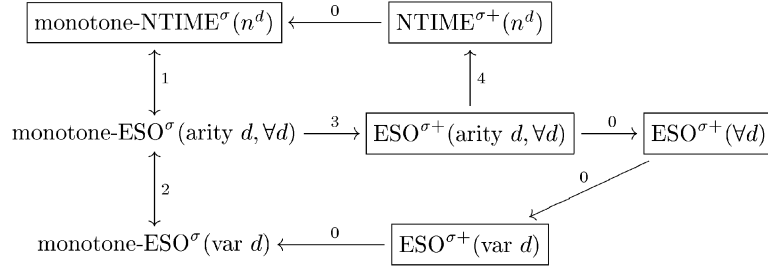 monotone-NTIME^σ(n^d) 0 NTIME^σ+(n^d)
1 4
monotone-ESO^σ(arity d, ∀d) 3 ESO^σ+(arity d, ∀d) 0 ESO^σ+(∀d)
2 0
monotone-ESO^σ(var d) 0 ESO^σ+(var d)